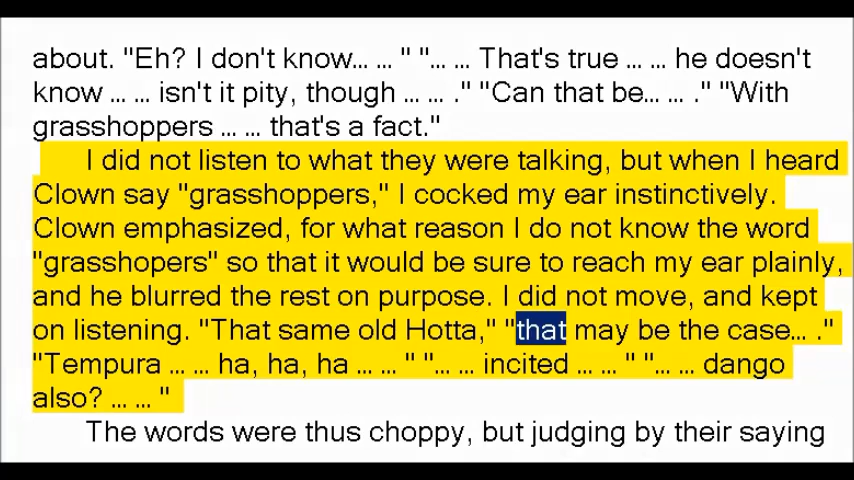 about. "Eh? I don't know... ... " "... ... That's true ... ... he doesn't
know ... ... isn't it pity, though ... ... ." "Can that be... ... ." "With
grasshoppers ... ... that's a fact."
I did not listen to what they were talking, but when I heard
Clown say "grasshoppers," I cocked my ear instinctively.
Clown emphasized, for what reason I do not know the word
"grasshopers" so that it would be sure to reach my ear plainly,
and he blurred the rest on purpose. I did not move, and kept
on listening. "That same old Hotta," "that may be the case... ."
"Tempura ... ... ha, ha, ha ... ... " "... ... incited ... ... " "... ... dango
also? ... ... "
The words were thus choppy, but judging by their saying